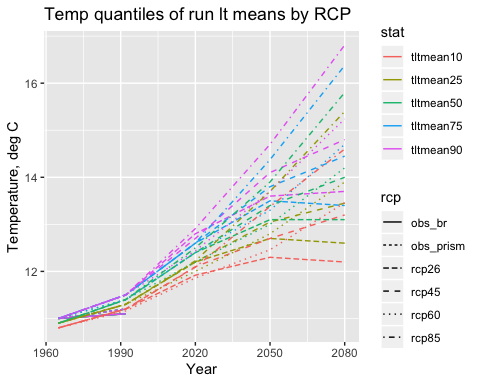 Temp quantiles of run lt means by RCP
Temperature, deg C
16
14
12
1960
1990
2020
2050
2080
Year
stat
tltmean10
tltmean25
tltmean50
tltmean75
tltmean90
rcp
obs_br
obs_prism
rcp26
rcp45
rcp60
rcp85